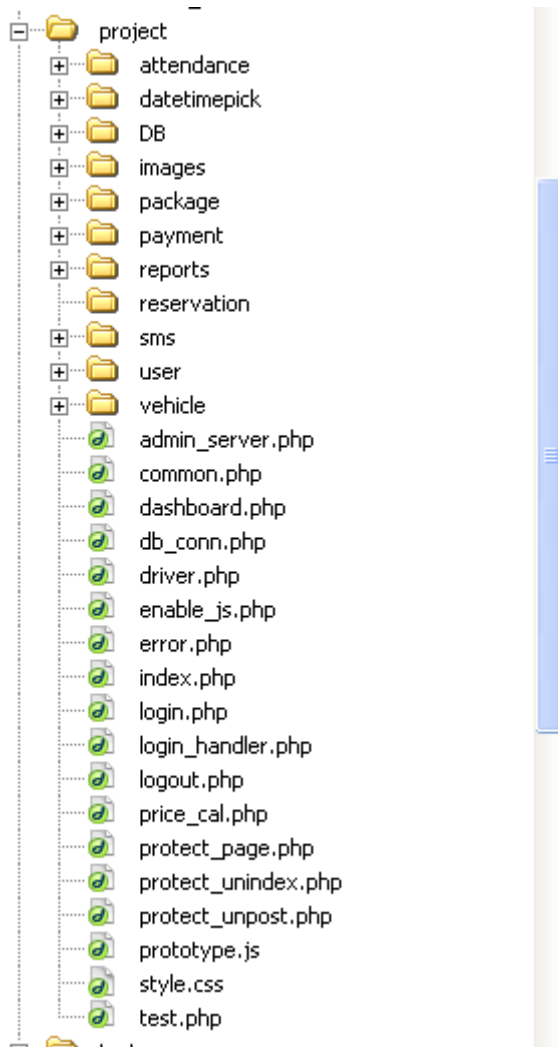 project
attendance
datetimepick
DB
images
package
payment
reports
reservation
sms
user
vehicle
admin_server.php
common.php
dashboard.php
db_conn.php
driver.php
enable_js.php
error.php
index.php
login.php
login_handler.php
logout.php
price_cal.php
protect_page.php
protect_unindex.php
protect_unpost.php
prototype.js
style.css
test.php